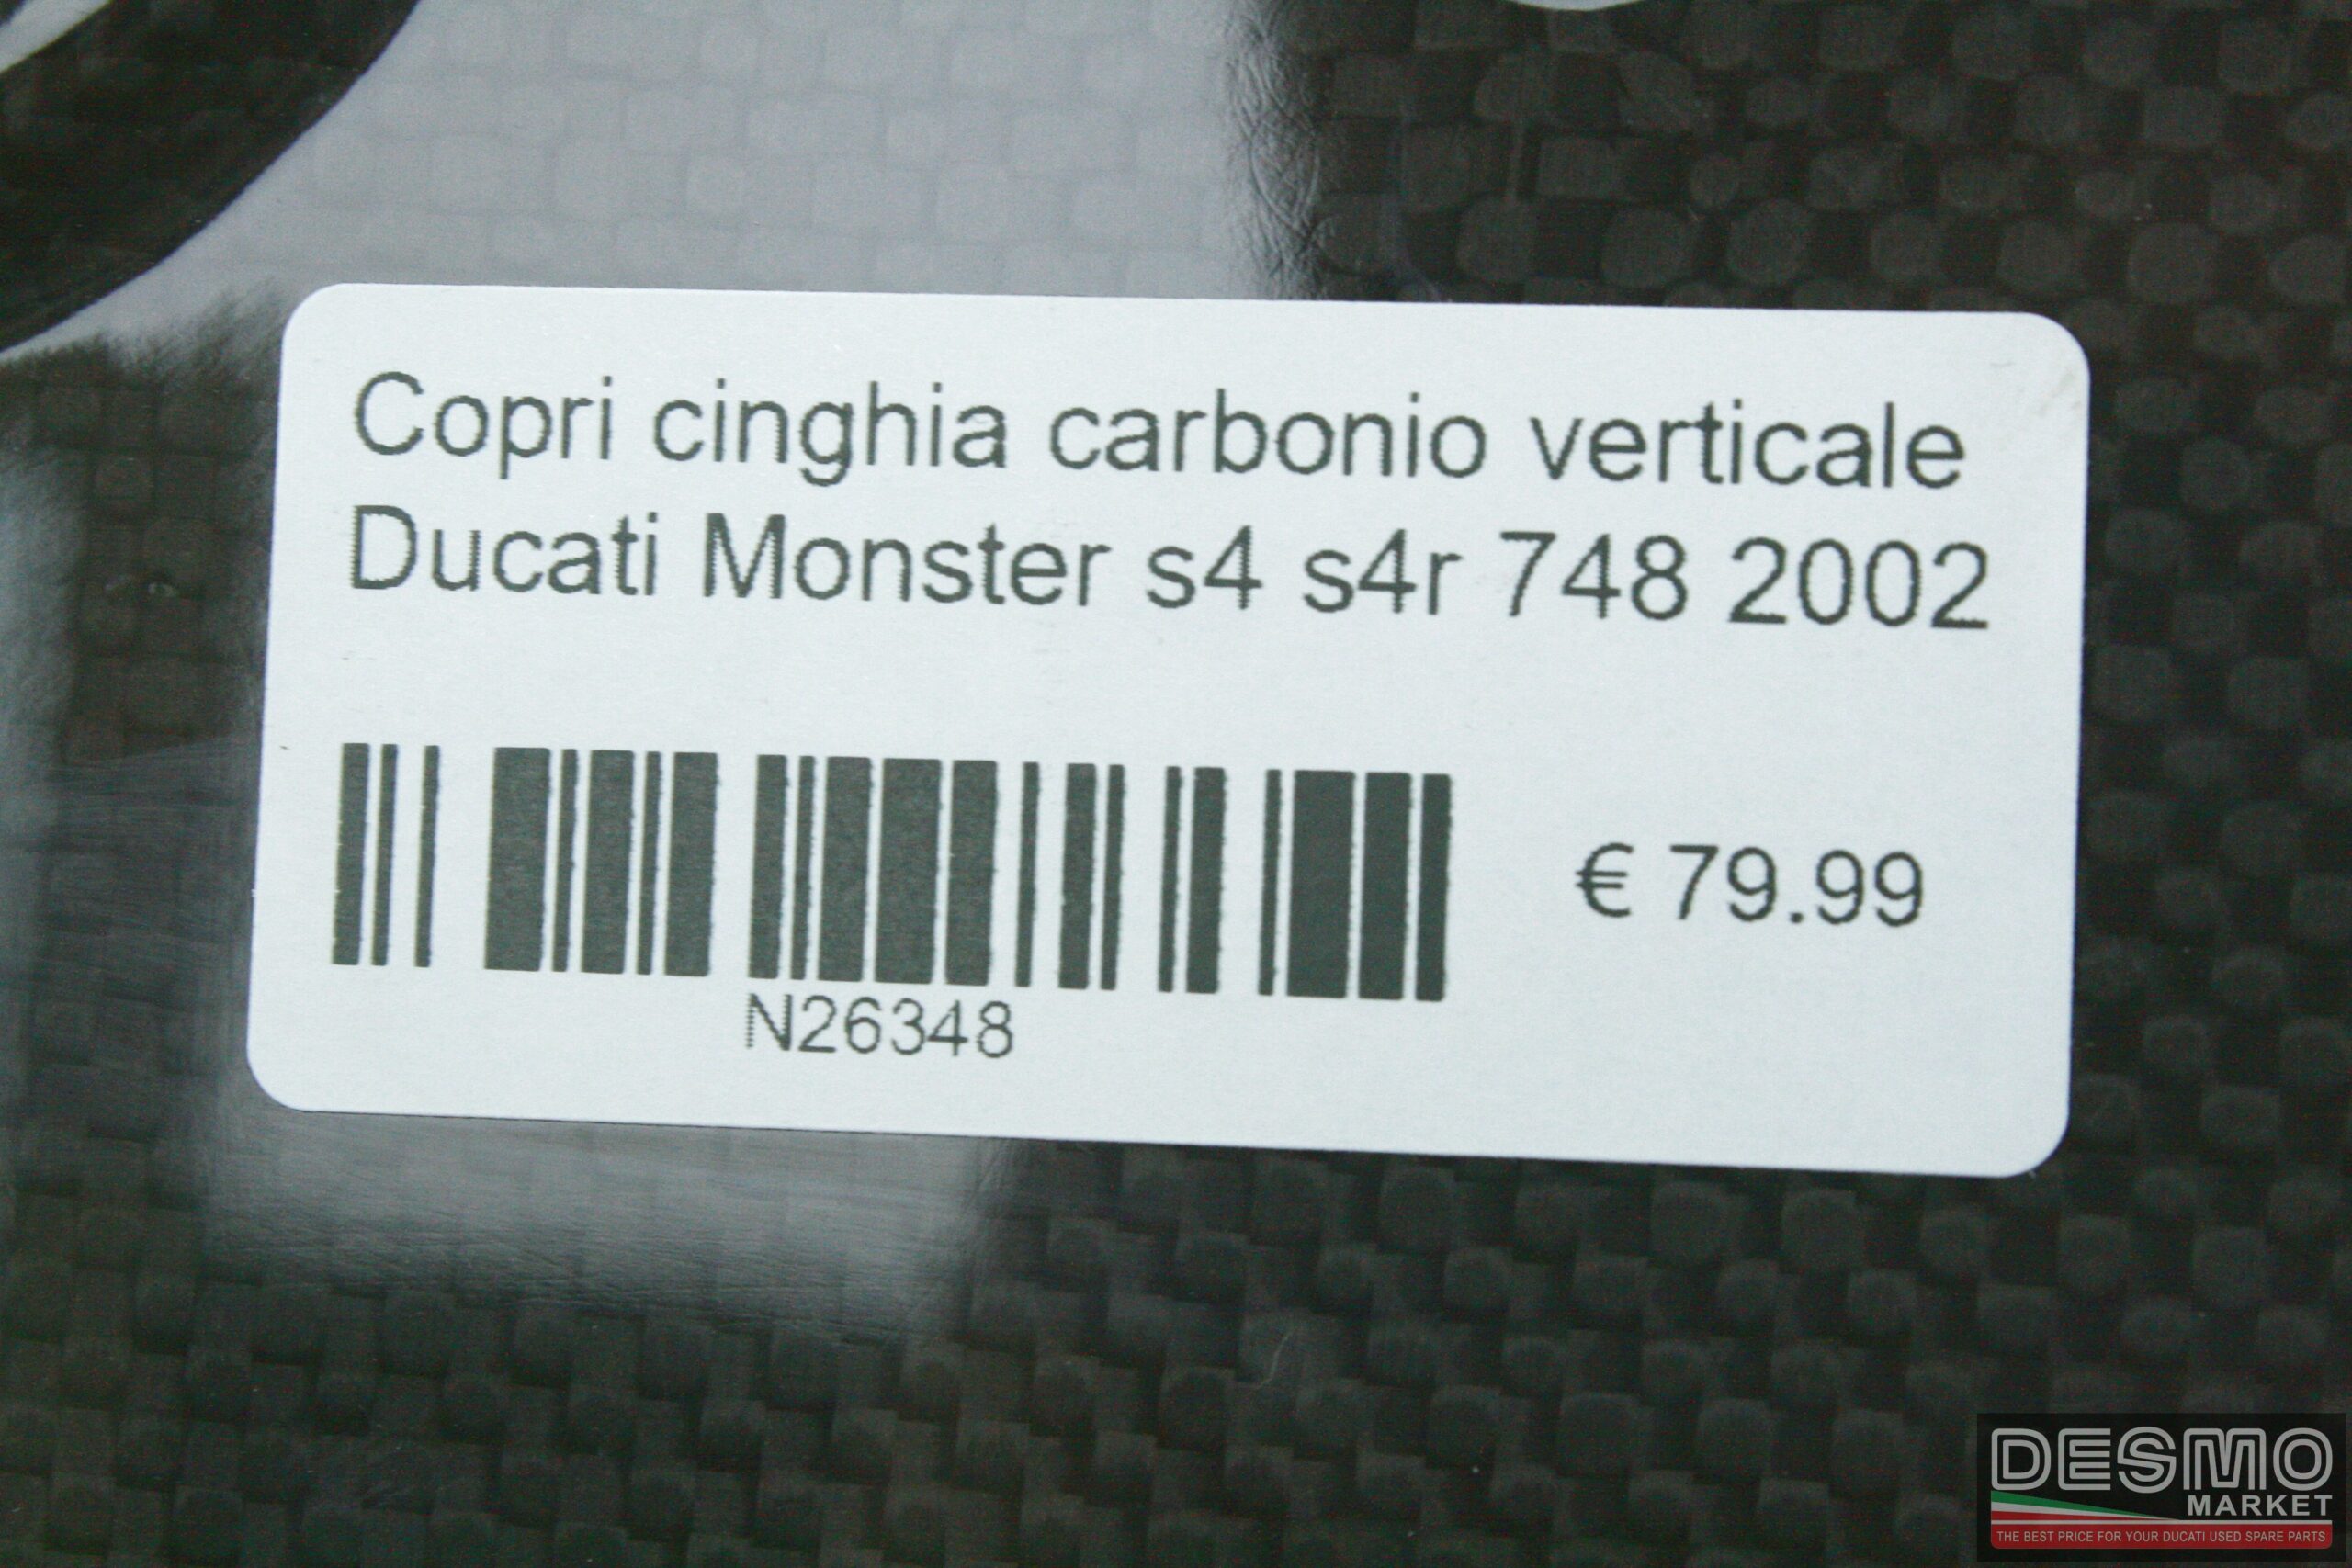 Copri cinghia carbonio verticale
Ducati Monster s4 s4r 748 2002
€ 79.99
N26348
DESMO
MARKET
THE BEST PRICE FOR YOUR DUCATI USED SPARE PARTS